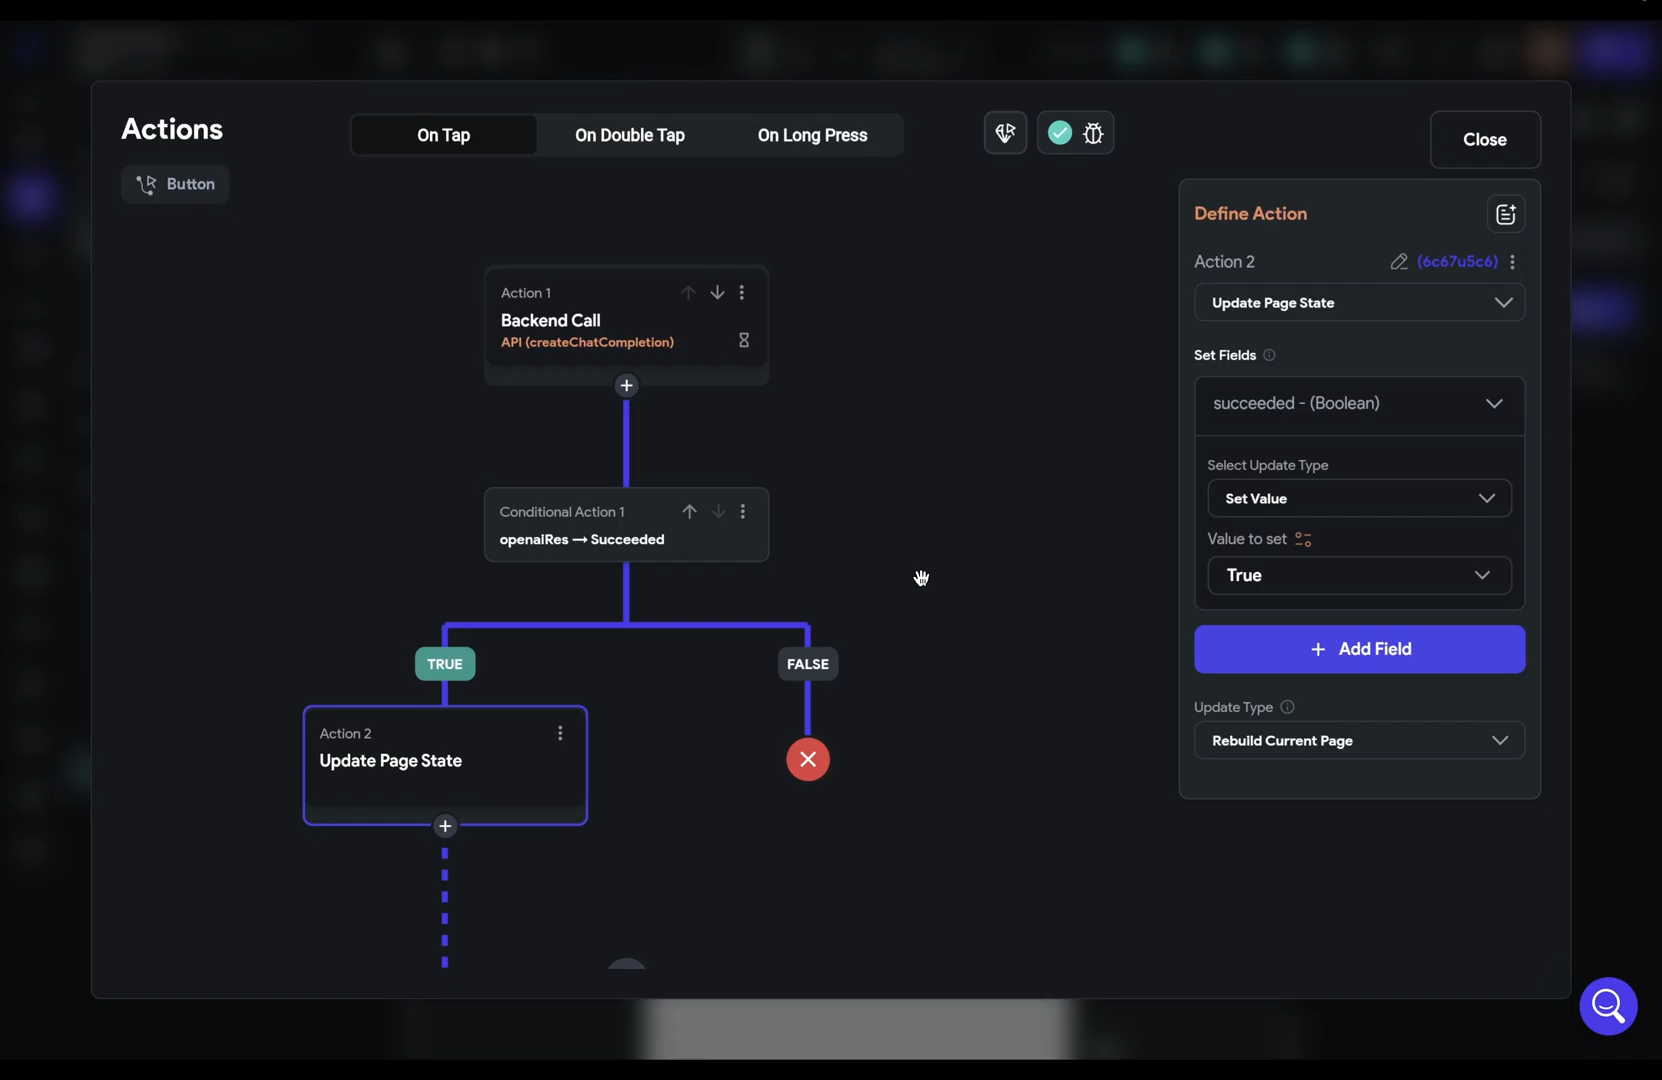 Actions
On Tap
On Double Tap
On Long Press
Close
Button
Action 1
Backend Call
API (createChatCompletion)
Conditional Action 1
openaiRes → Succeeded
TRUE
FALSE
Action 2
Update Page State
Define Action
Action 2
(6c67u5c6)
Update Page State
Set Fields
succeeded - (Boolean)
Select Update Type
Set Value
Value to set
True
+ Add Field
Update Type
Rebuild Current Page